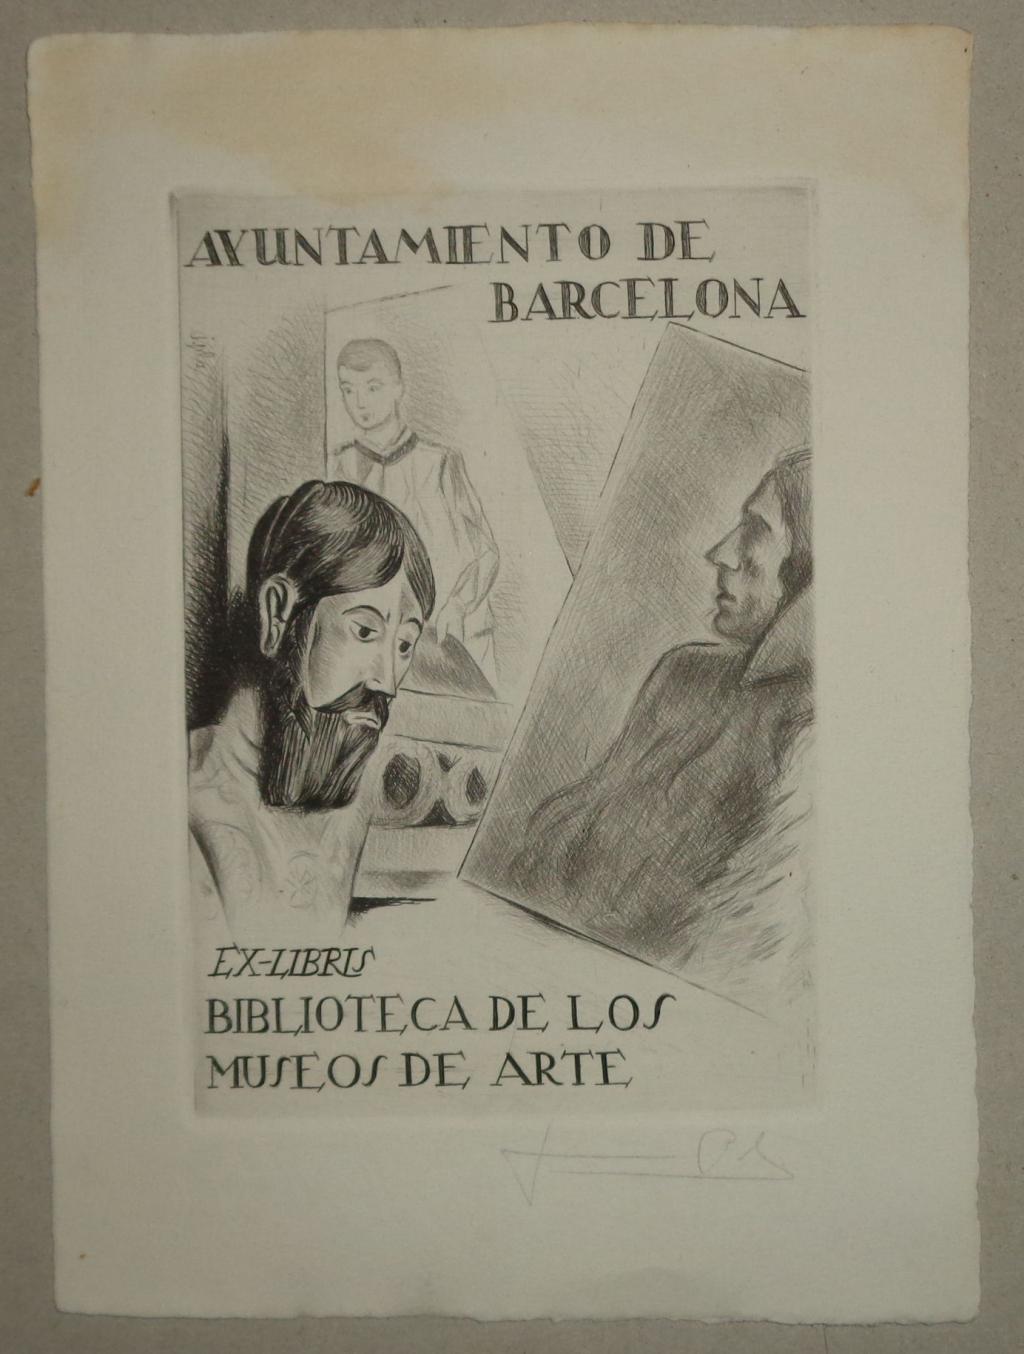 AYUNTAMIENTO DE
BARCELONA
EX-LIBRIS
BIBLIOTECA DE LOS
MUSEOS DE ARTE